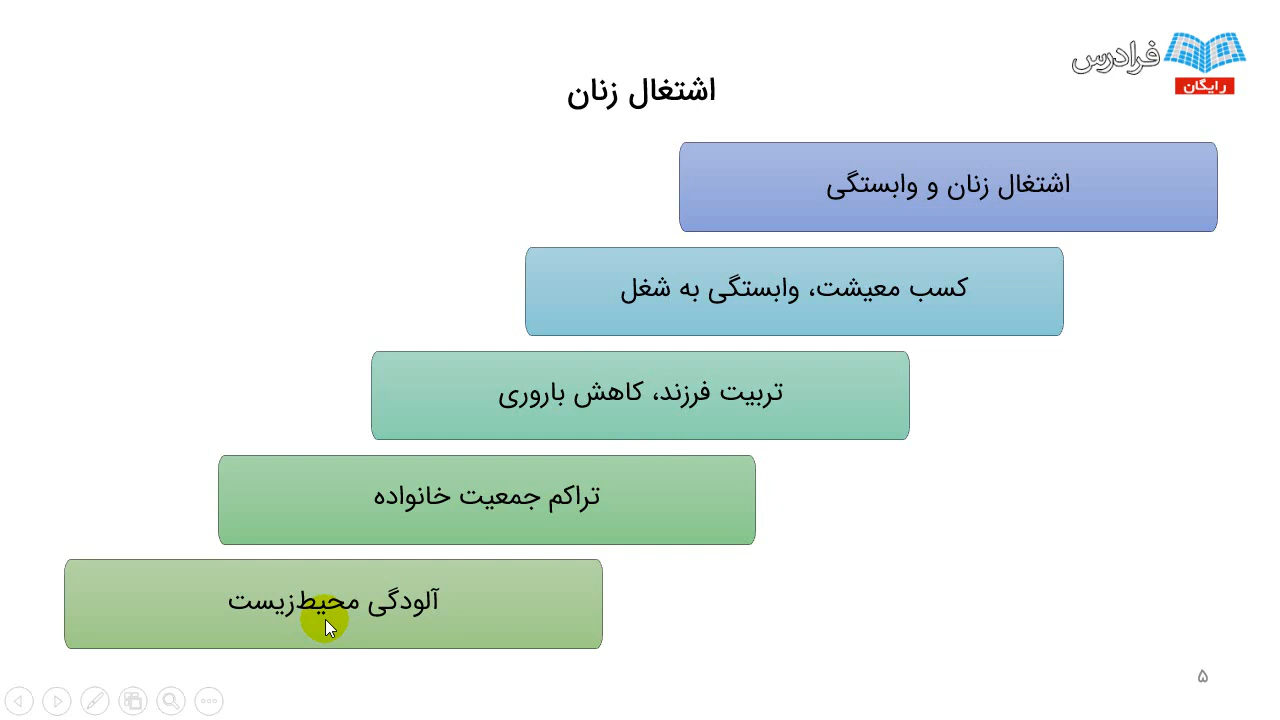 فرادرس
رایگان
اشتغال زنان
اشتغال زنان و وابستگی
کسب معیشت، وابستگی به شغل
تربیت فرزند، کاهش باروری
تراکم جمعیت خانواده
آلودگی محیط‌زیست
۵